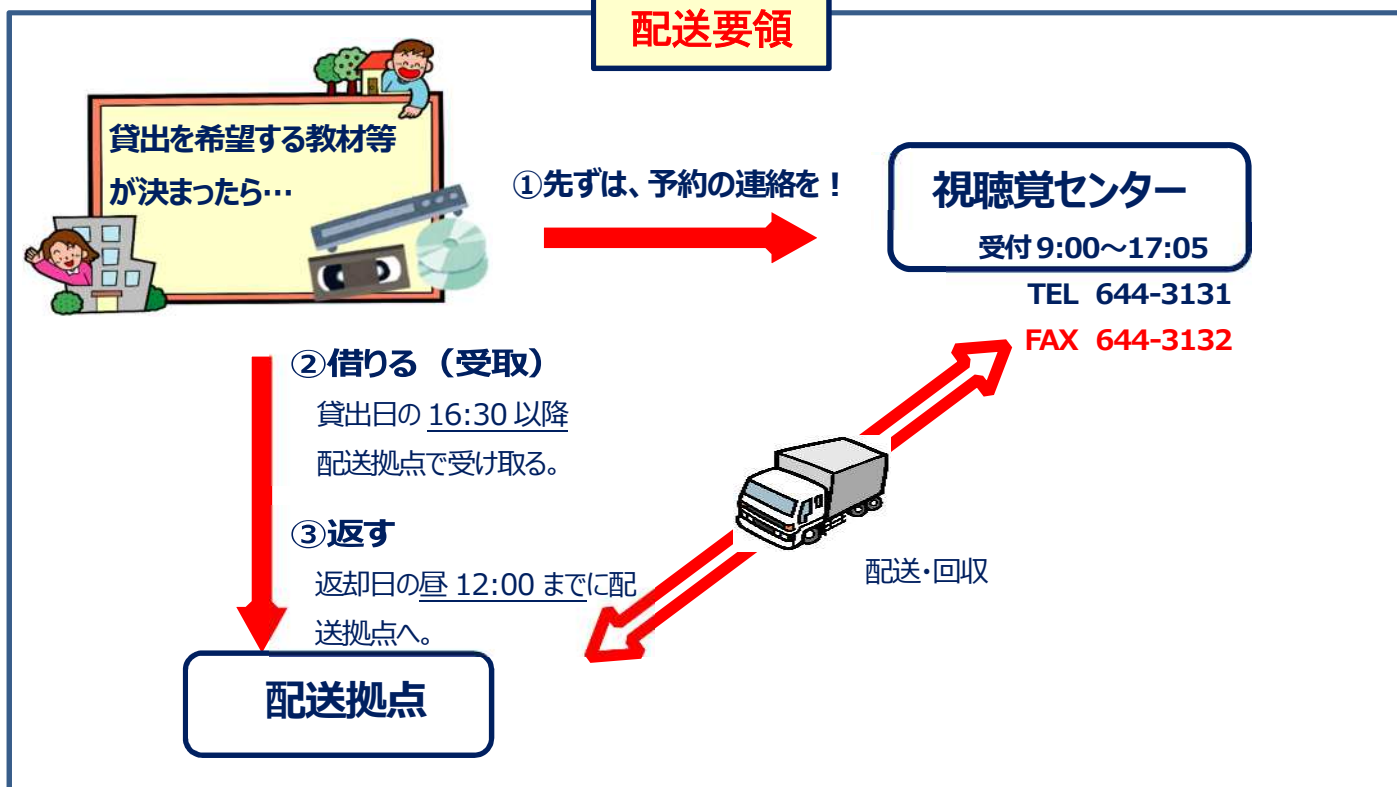 配送要領
貸出を希望する教材等
が決まったら…
①先ずは、予約の連絡を！
視聴覚センター
受付 9:00～17:05
TEL 644-3131
FAX 644-3132
②借りる（受取）
貸出日の 16:30 以降
配送拠点で受け取る。
③返す
返却日の昼 12:00 までに配
送拠点へ。
配送・回収
配送拠点